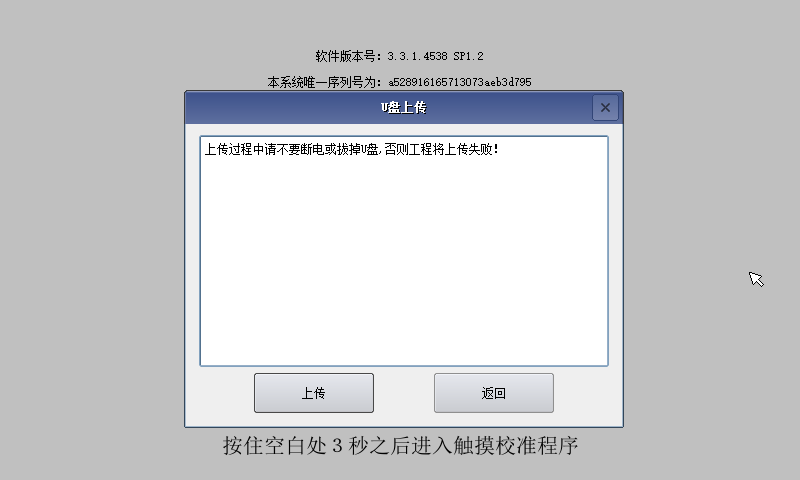 软件版本号：3.3.1.4538 SP1.2
本系统唯一序列号为：a528916165713073aeb3d795
U盘上传
上传过程中请不要断电或拔掉U盘,否则工程将上传失败!
上传
返回
按住空白处 3 秒之后进入触摸校准程序